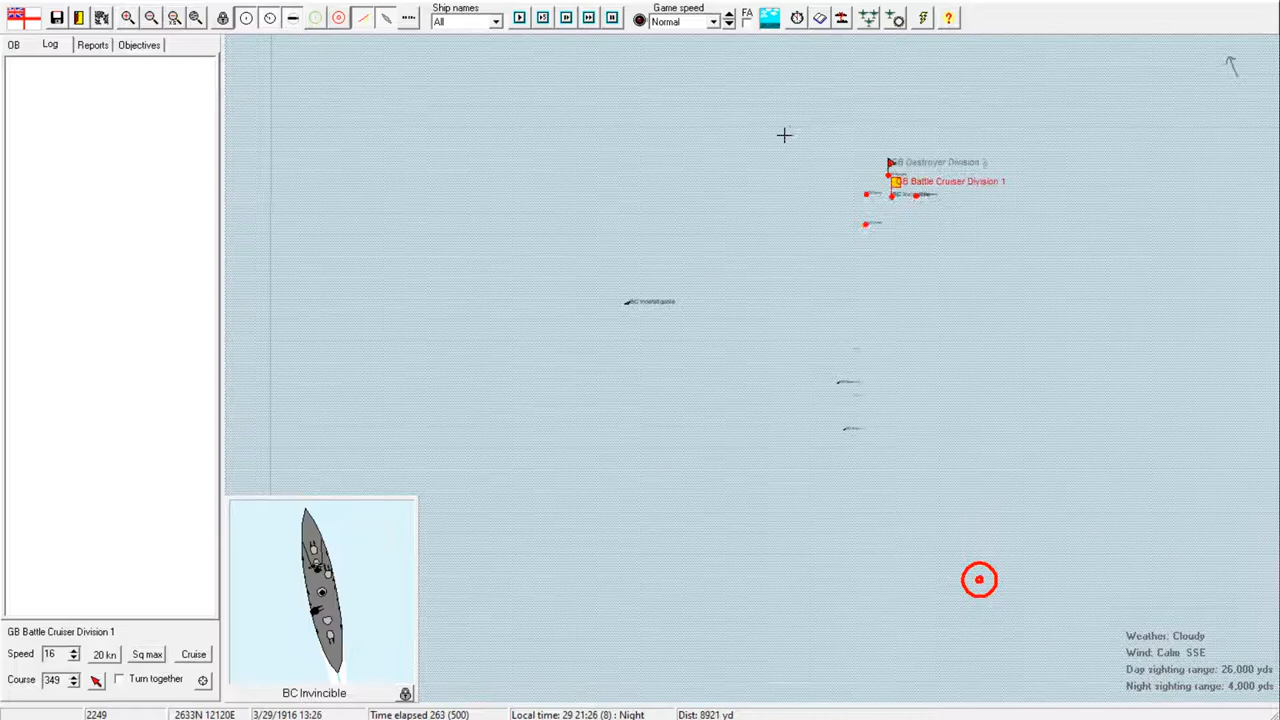 Ship names
All
Game speed
Normal
FA
OB
Log
Reports
Objectives
GB Destroyer Division
GB Battle Cruiser Division 1
GB Battle Cruiser Division 1
Speed
16
20 kn
Sq max
Cruise
Course
349
Turn together
BC Invincible
Weather: Cloudy
Wind: Calm SSE
Day sighting range: 26,000 yds
Night sighting range: 4,000 yds
2249
2633N 12120E
3/29/1916 13:26
Time elapsed 263 (500)
Local time: 29 21:26 (8) : Night
Dist: 8921 yd